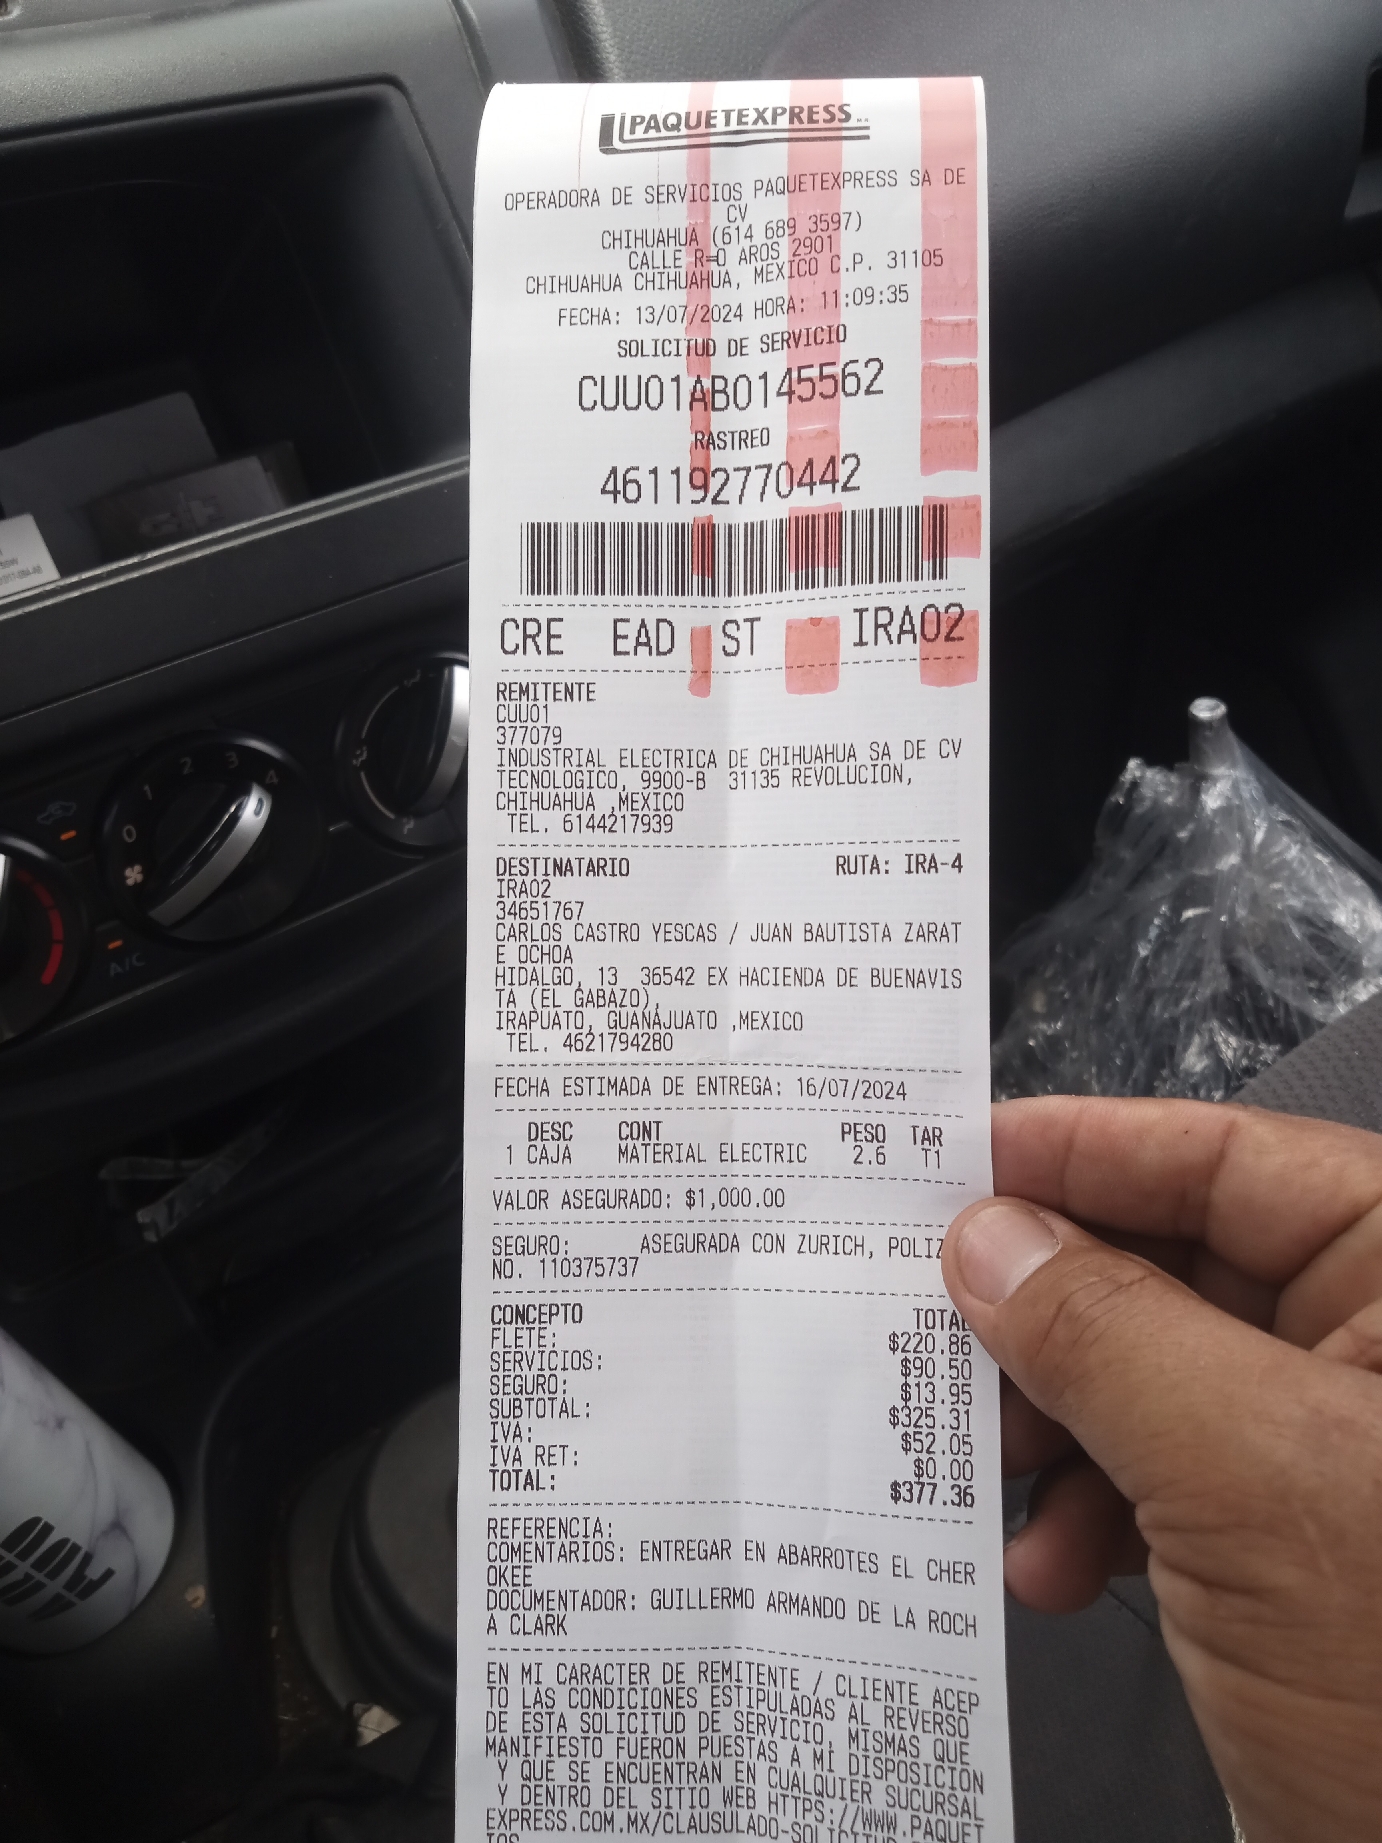 PAQUETEXPRESS
OPERADORA DE SERVICIOS PAQUETEXPRESS SA DE
CV
CHIHUAHUA (614 689 3597)
CALLE R=O AROS 2901
CHIHUAHUA CHIHUAHUA, MEXICO C.P. 31105
FECHA: 13/07/2024 HORA: 11:09:35
SOLICITUD DE SERVICIO
CUU01AB0145562
RASTREO
461192770442
CRE EAD ST IRA02
REMITENTE
CUU01
377079
INDUSTRIAL ELECTRICA DE CHIHUAHUA SA DE CV
TECNOLOGICO, 9900-B 31135 REVOLUCION,
CHIHUAHUA ,MEXICO
TEL. 6144217939
DESTINATARIO RUTA: IRA-4
IRA02
34651767
CARLOS CASTRO YESCAS / JUAN BAUTISTA ZARAT
E OCHOA
HIDALGO, 13 36542 EX HACIENDA DE BUENAVIS
TA (EL GABAZO),
IRAPUATO, GUANAJUATO ,MEXICO
TEL. 4621794280
FECHA ESTIMADA DE ENTREGA: 16/07/2024
DESC CONT PESO TAR
1 CAJA MATERIAL ELECTRIC 2.6 T1
VALOR ASEGURADO: $1,000.00
SEGURO: ASEGURADA CON ZURICH, POLIZ
NO. 110375737
CONCEPTO TOTAL
FLETE: $220.86
SERVICIOS: $90.50
SEGURO: $13.95
SUBTOTAL: $325.31
IVA: $52.05
IVA RET: $0.00
TOTAL: $377.36
REFERENCIA:
COMENTARIOS: ENTREGAR EN ABARROTES EL CHER
OKEE
DOCUMENTADOR: GUILLERMO ARMANDO DE LA ROCH
A CLARK
EN MI CARACTER DE REMITENTE / CLIENTE ACEP
TO LAS CONDICIONES ESTIPULADAS AL REVERSO
DE ESTA SOLICITUD DE SERVICIO, MISMAS QUE
MANIFIESTO FUERON PUESTAS A MI DISPOSICION
Y QUE SE ENCUENTRAN EN CUALQUIER SUCURSAL
Y DENTRO DEL SITIO WEB HTTPS://WWW.PAQUET
EXPRESS.COM.MX/CLAUSULADO-SOLICITUD
0
1
2
3
4
A/C